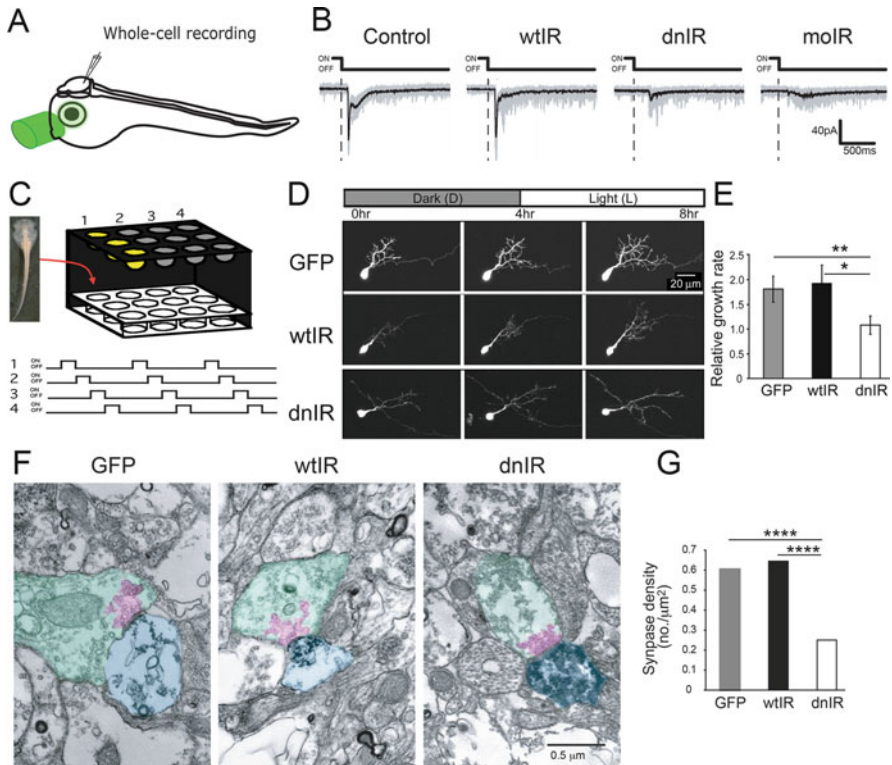 A
Whole-cell recording
B
Control wtIR dnIR moIR
ON ON ON ON
OFF OFF OFF OFF
40pA
500ms
C
1 2 3 4
1 ON
OFF
2 ON
OFF
3 ON
OFF
4 ON
OFF
D
Dark (D) Light (L)
0hr 4hr 8hr
GFP
20 μm
wtIR
dnIR
E
Relative growth rate
2.5
2.0
1.5
1.0
0.5
0
**
*
GFP wtIR dnIR
F
GFP wtIR dnIR
0.5 μm
G
Synpase density
(no./μm2)
0.7
0.6
0.5
0.4
0.3
0.2
0.1
0
****
****
GFP wtIR dnIR